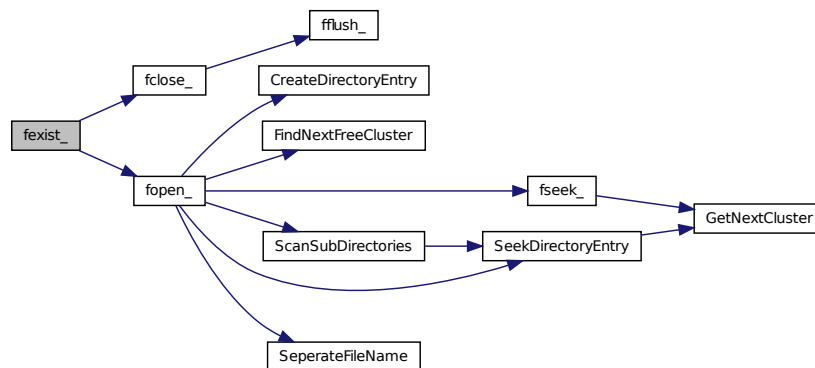 fflush_
fclose_
CreateDirectoryEntry
fexist_
FindNextFreeCluster
fopen_
fseek_
GetNextCluster
ScanSubDirectories
SeekDirectoryEntry
SeperateFileName